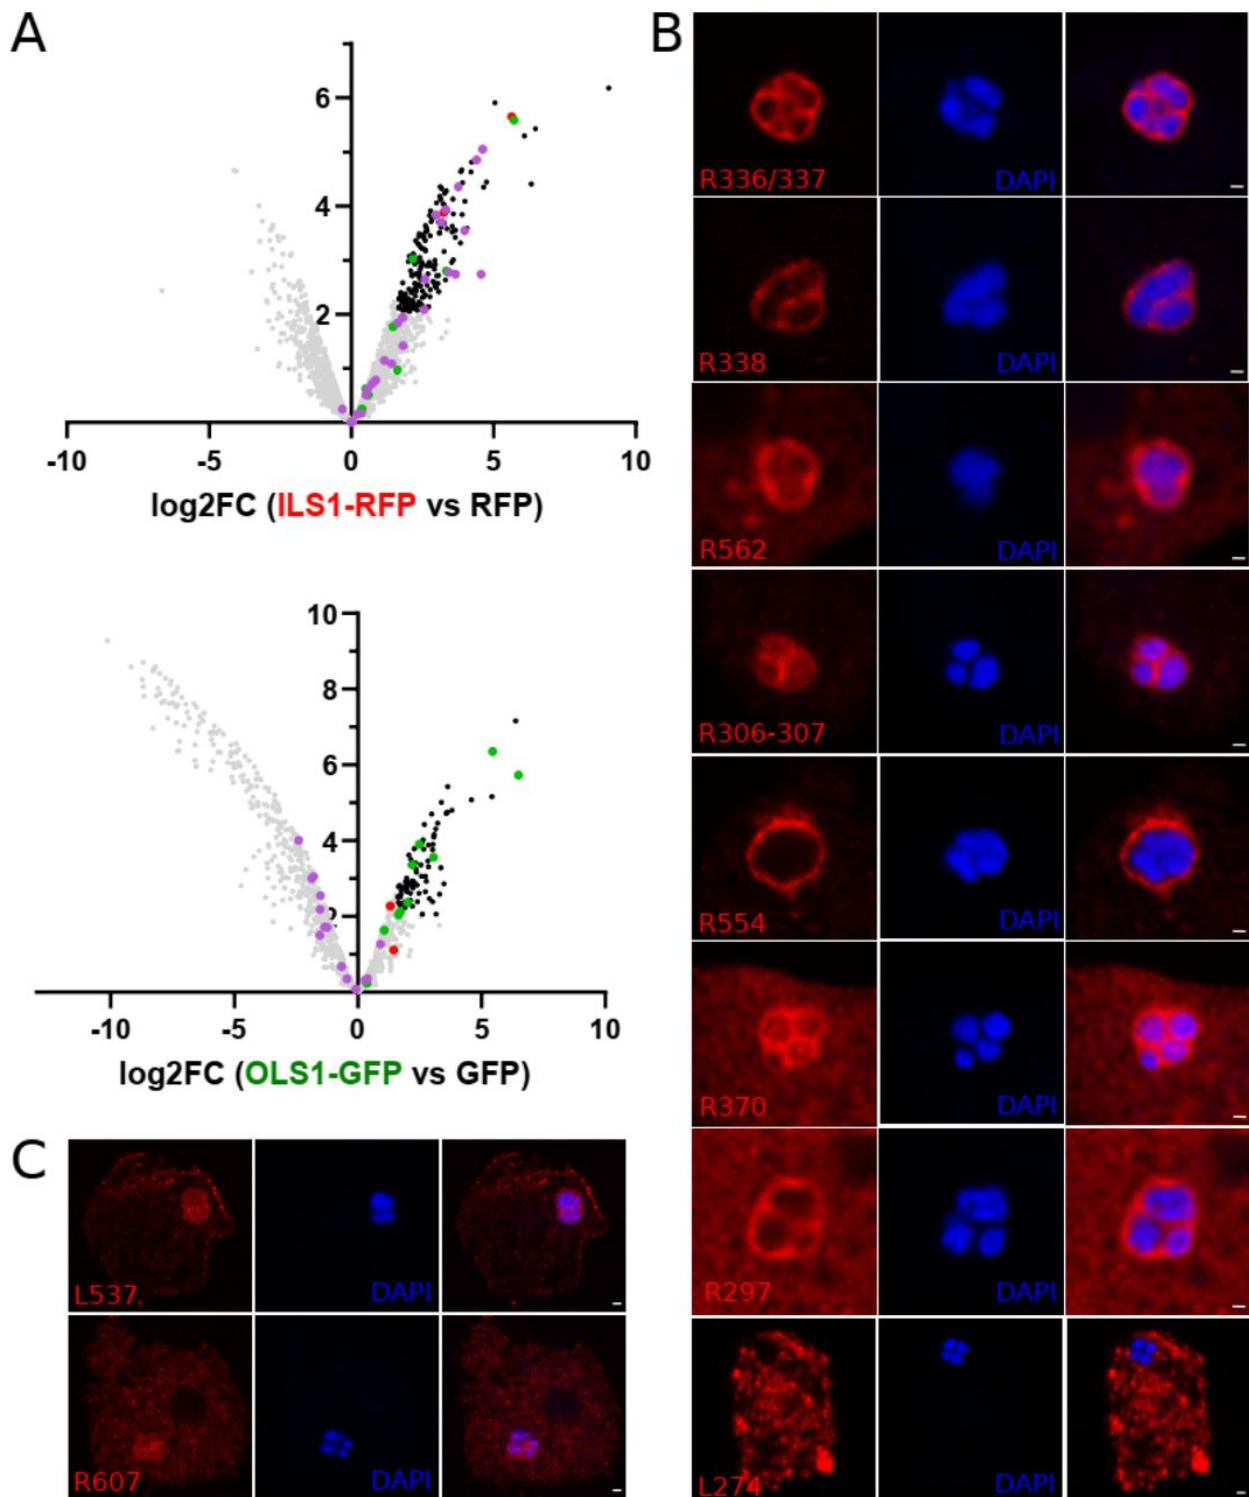 A
6
4
2
-10 -5 0 5 10
log2FC (ILS1-RFP vs RFP)
10
8
6
4
2
-10 -5 0 5 10
log2FC (OLS1-GFP vs GFP)
B
R336/337 DAPI
R338 DAPI
R562 DAPI
R306-307 DAPI
R554 DAPI
R370 DAPI
R297 DAPI
L274 DAPI
C
L537 DAPI
R607 DAPI